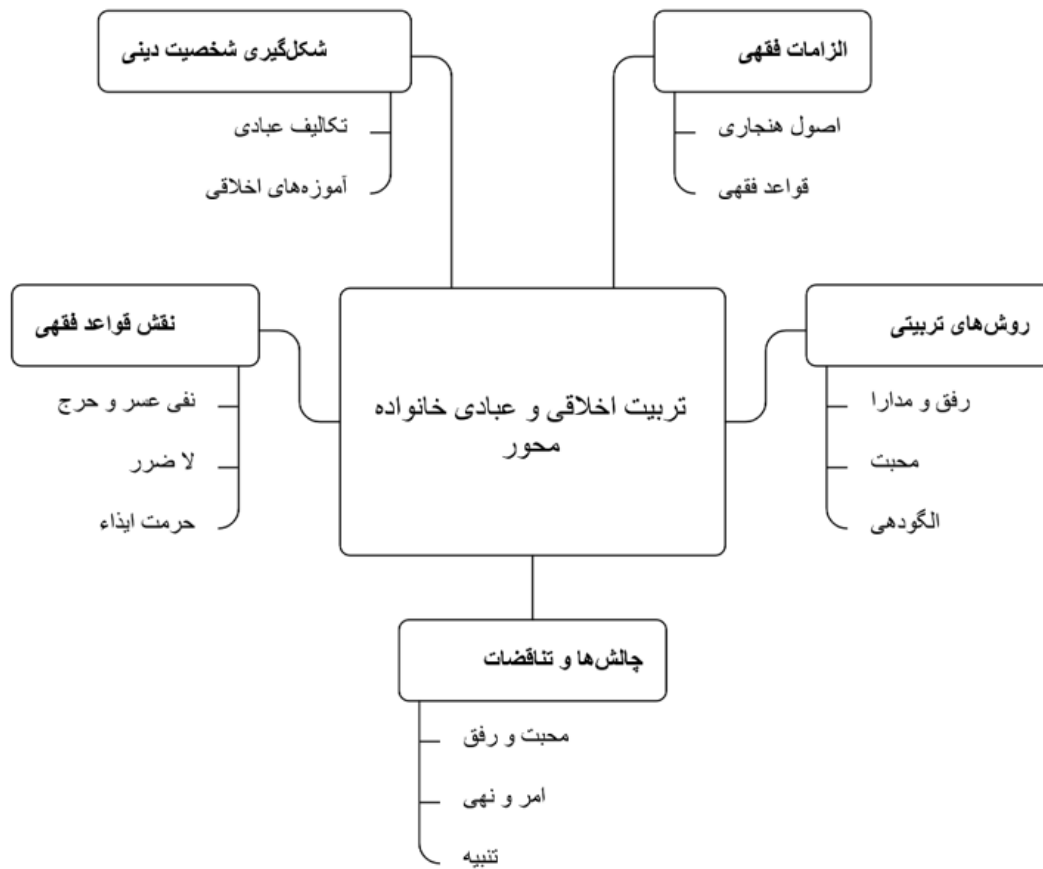 الزامات فقهی
اصول هنجاری
قواعد فقهی
شکل‌گیری شخصیت دینی
تکالیف عبادی
آموزه‌های اخلاقی
روش‌های تربیتی
رفق و مدارا
محبت
الگودهی
تربیت اخلاقی و عبادی خانواده
محور
نقش قواعد فقهی
نفی عسر و حرج
لا ضرر
حرمت ایذاء
چالش‌ها و تناقضات
محبت و رفق
امر و نهی
تنبیه